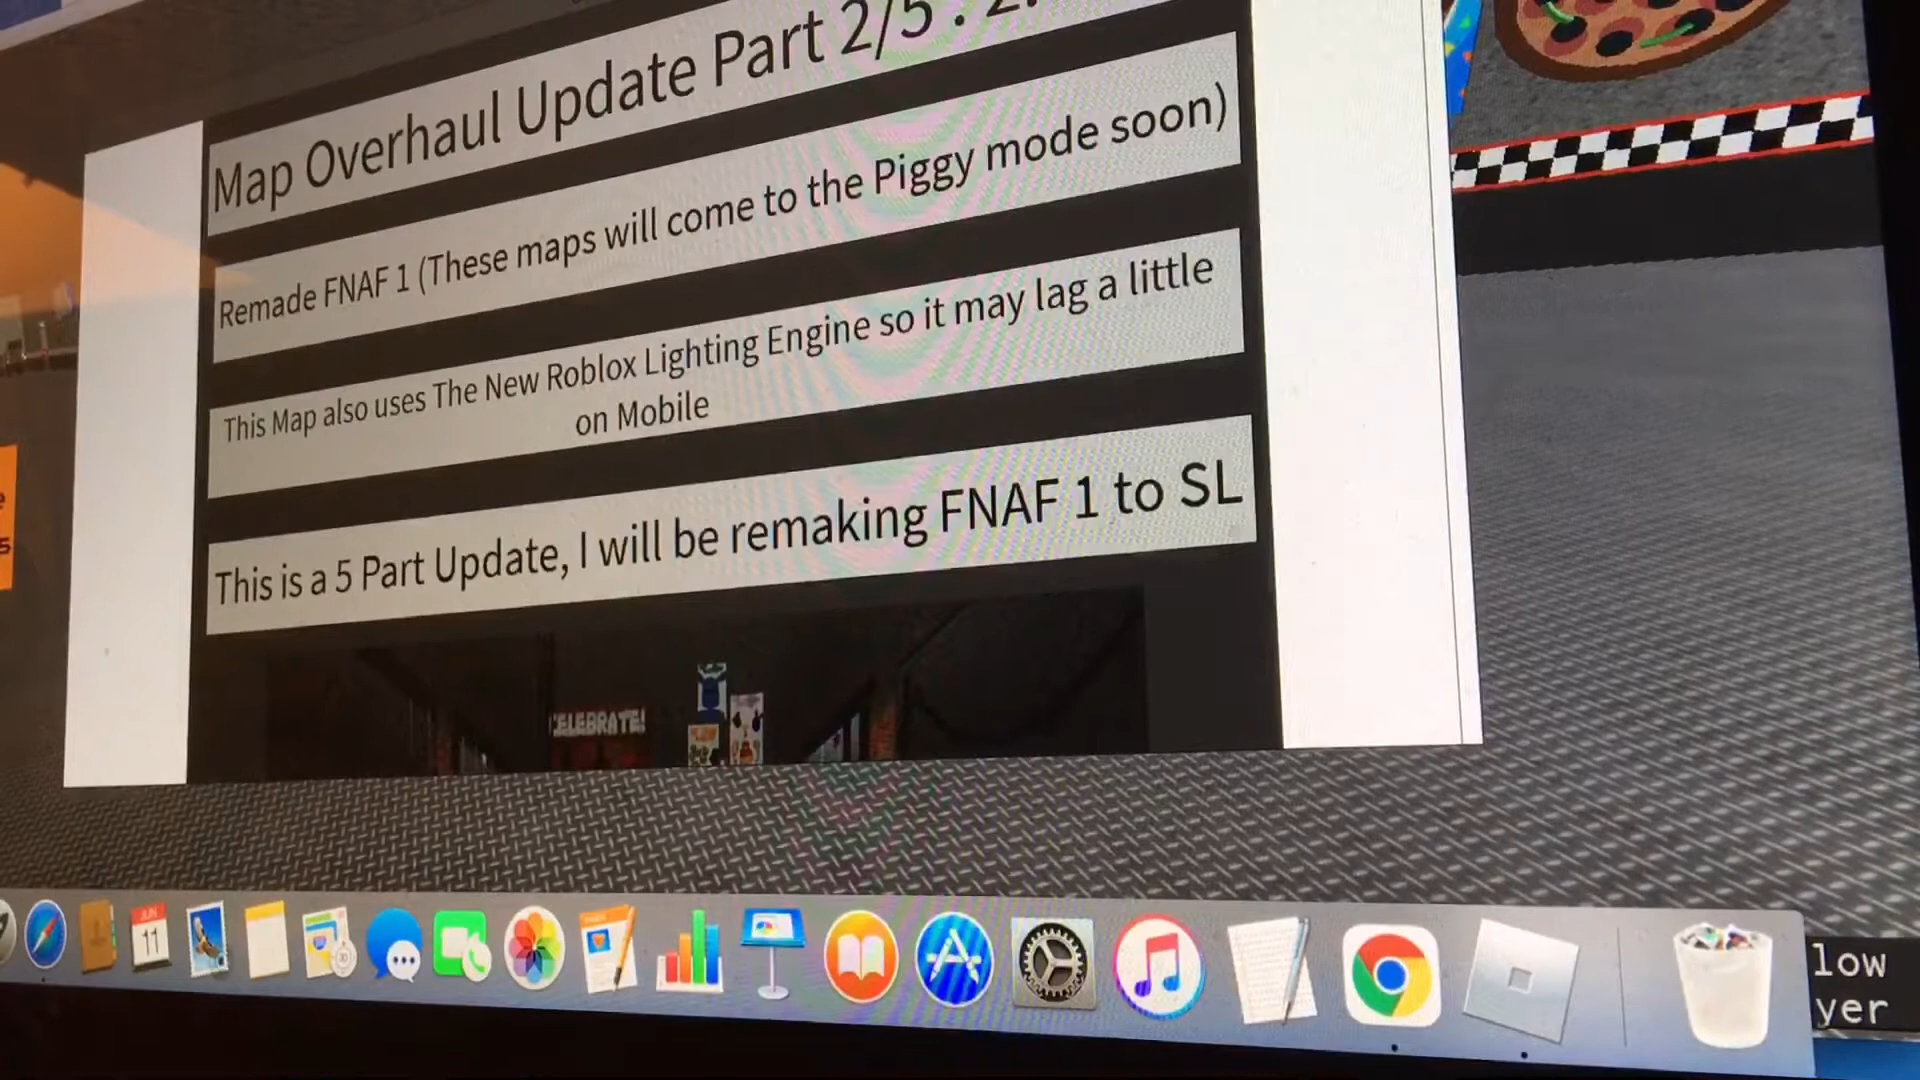 Map Overhaul Update Part 2/5
Remade FNAF 1 (These maps will come to the Piggy mode soon)
This Map also uses The New Roblox Lighting Engine so it may lag a little
on Mobile
This is a 5 Part Update, I will be remaking FNAF 1 to SL
CELEBRATE!
JUN
11
low
yer